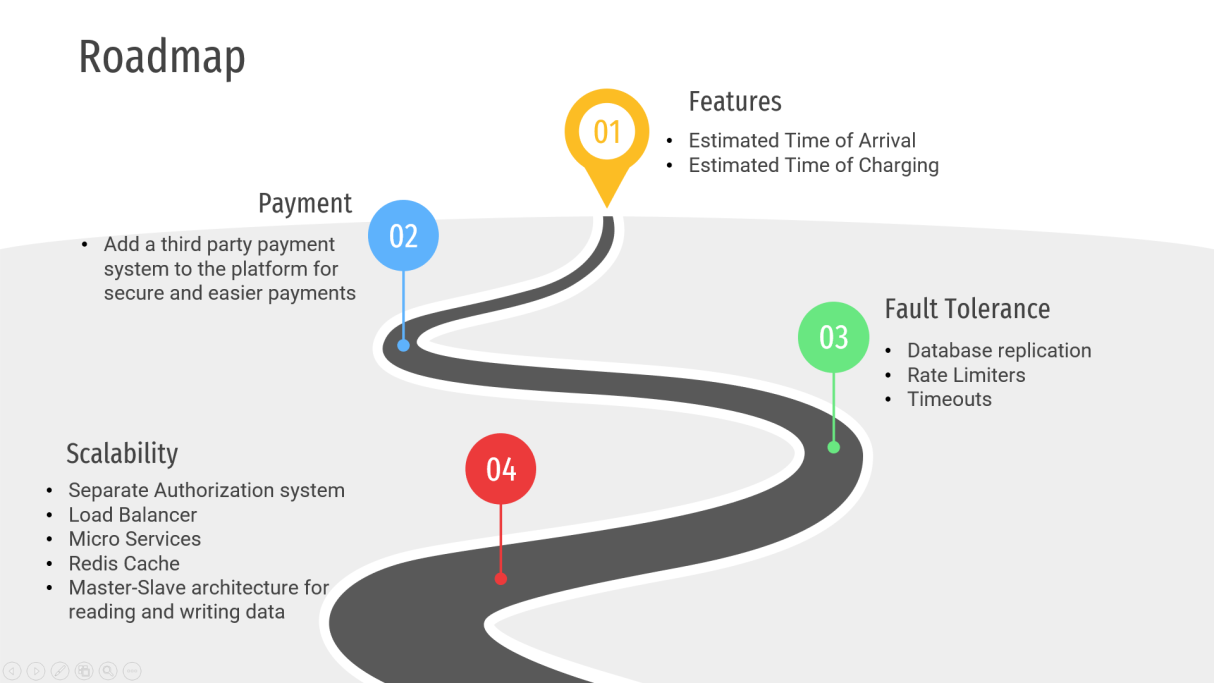 Roadmap
01
Features
• Estimated Time of Arrival
• Estimated Time of Charging
Payment
02
• Add a third party payment
system to the platform for
secure and easier payments
03
Fault Tolerance
• Database replication
• Rate Limiters
• Timeouts
Scalability
04
• Separate Authorization system
• Load Balancer
• Micro Services
• Redis Cache
• Master-Slave architecture for
reading and writing data